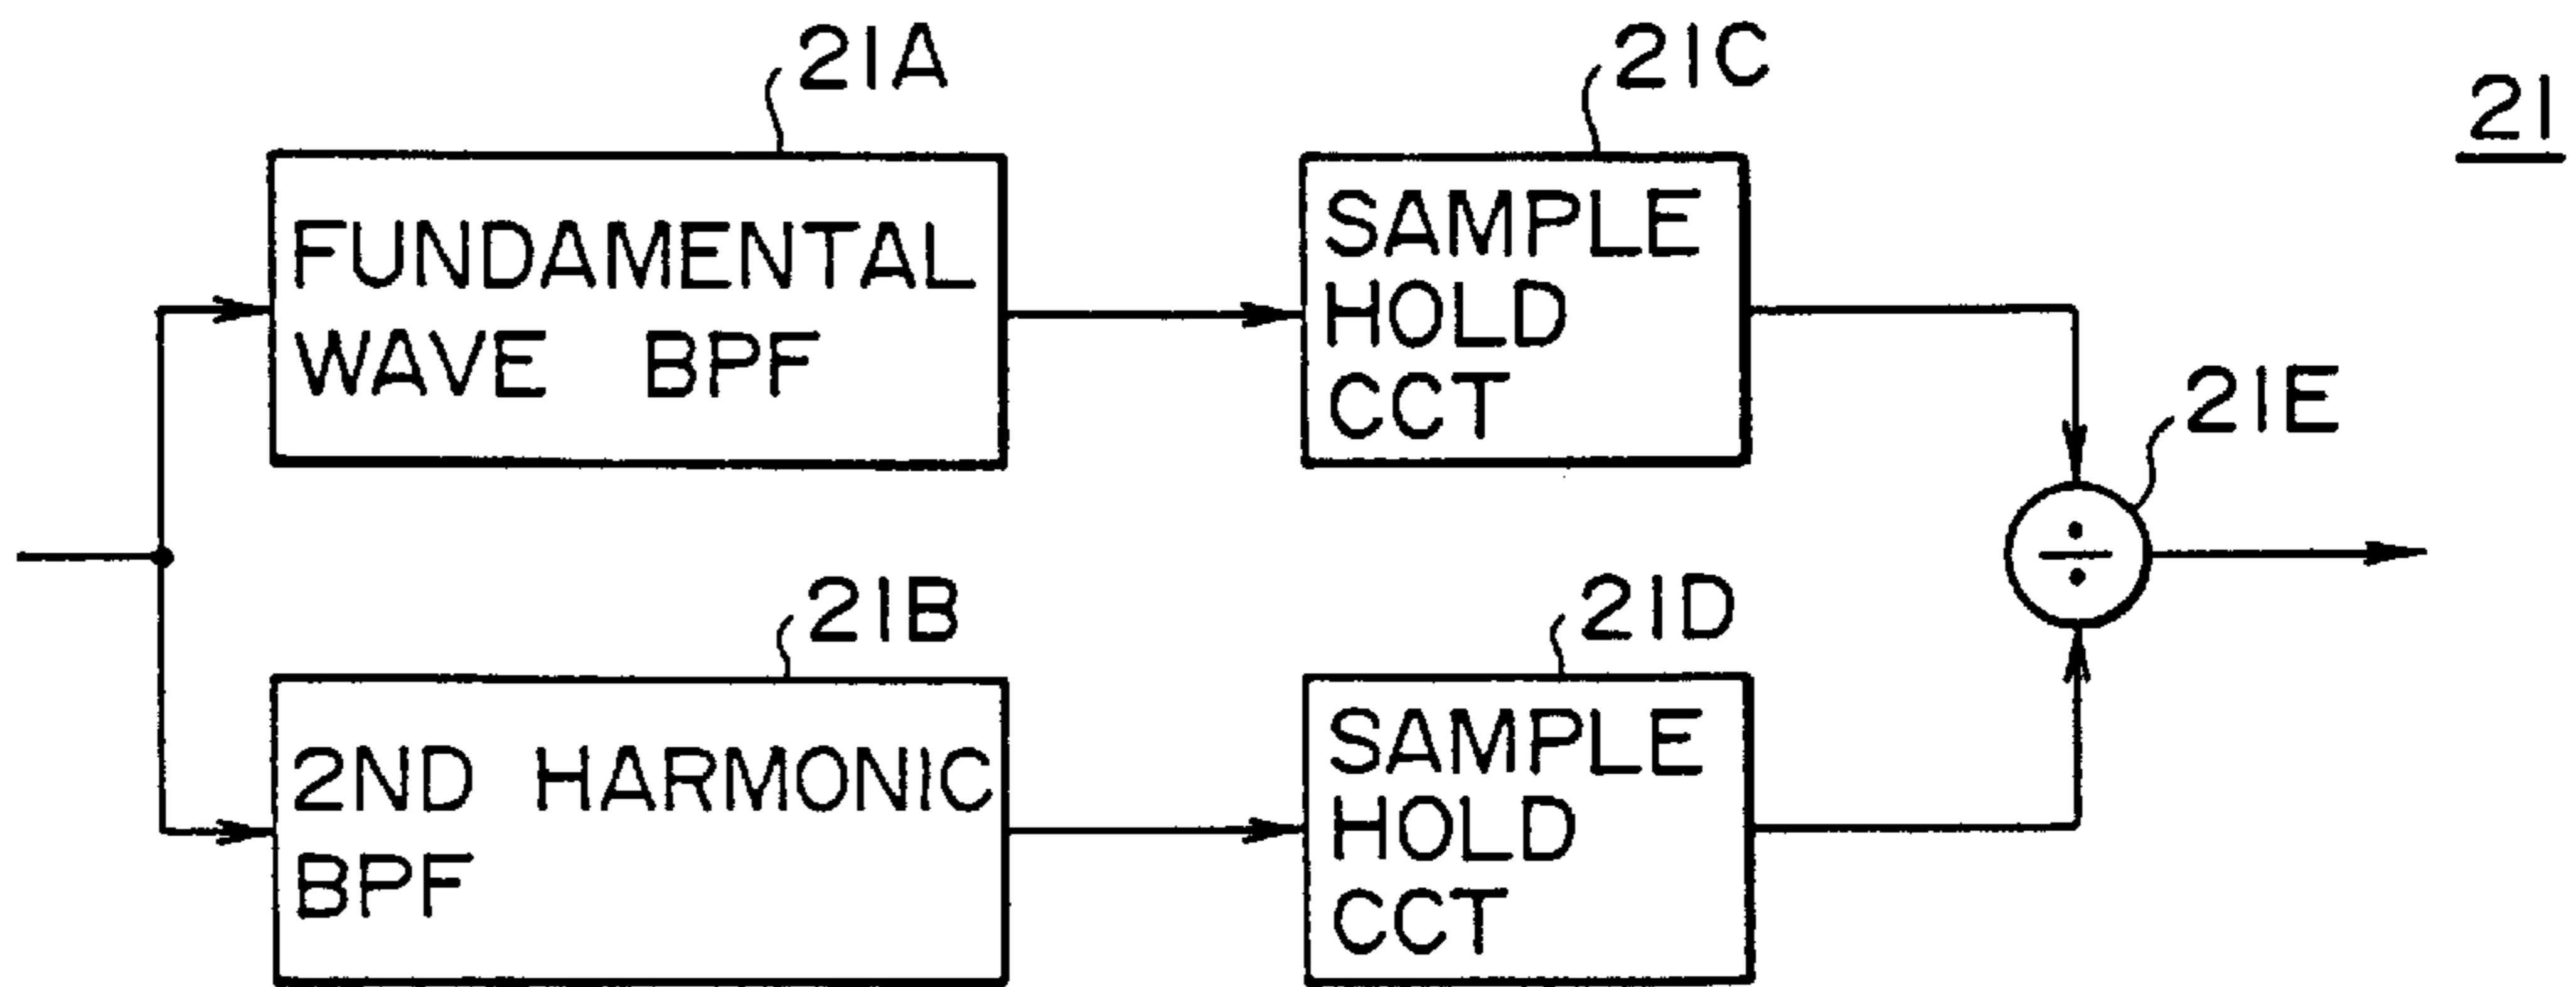 21A
21C
21
FUNDAMENTAL
WAVE BPF
SAMPLE
HOLD
CCT
21E
÷
21B
21D
2ND HARMONIC
BPF
SAMPLE
HOLD
CCT